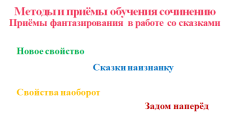 Методы и приёмы обучения сочинению
Приёмы фантазирования в работе со сказками
Новое свойство
Сказки наизнанку
Свойства наоборот
Задом наперёд